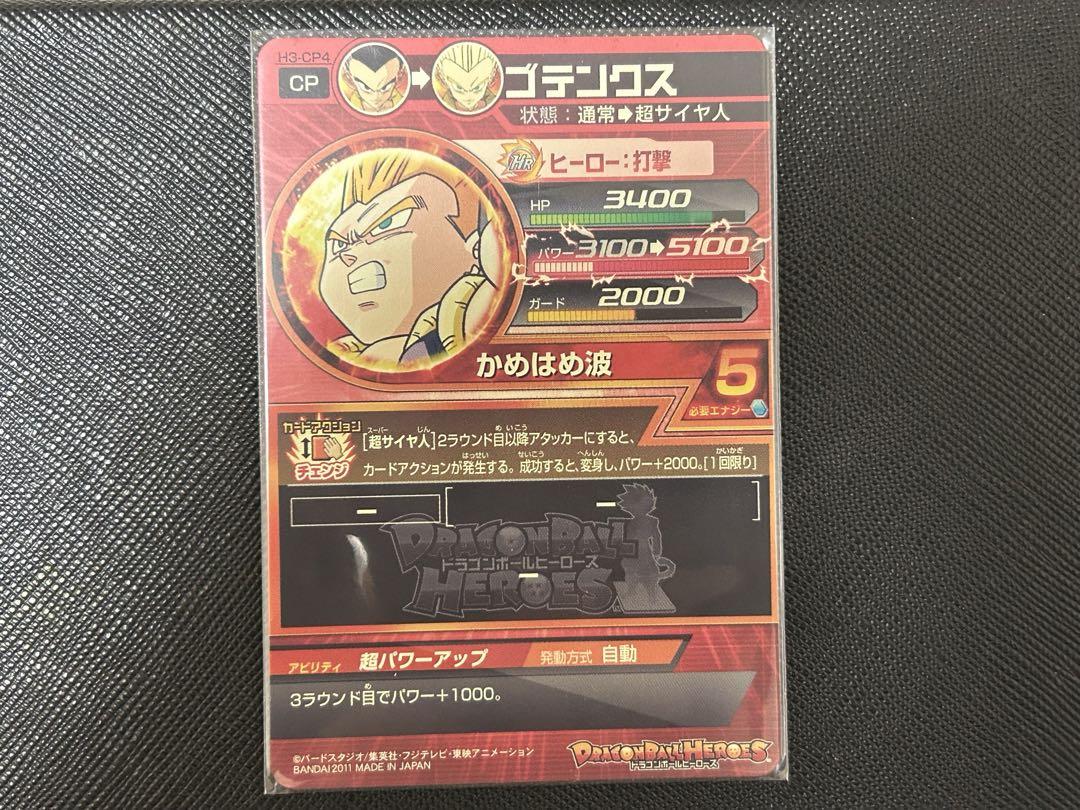 H3-CP4
CP
ゴテンクス
状態：通常➡超サイヤ人
HR ヒーロー：打撃
HP 3400
パワー 3100➡5100
ガード 2000
かめはめ波
5
必要エナジー
カードアクション
チェンジ
[超サイヤ人]2ラウンド目以降アタッカーにすると、
カードアクションが発生する。成功すると、変身し、パワー+2000。[1回限り]
ー
ー
DRAGON BALL
ドラゴンボールヒーローズ
ー
HEROES
アビリティ 超パワーアップ 発動方式 自動
3ラウンド目でパワー+1000。
©バードスタジオ/集英社・フジテレビ・東映アニメーション
BANDAI 2011 MADE IN JAPAN
DRAGON BALL HEROES
ドラゴンボールヒーローズ